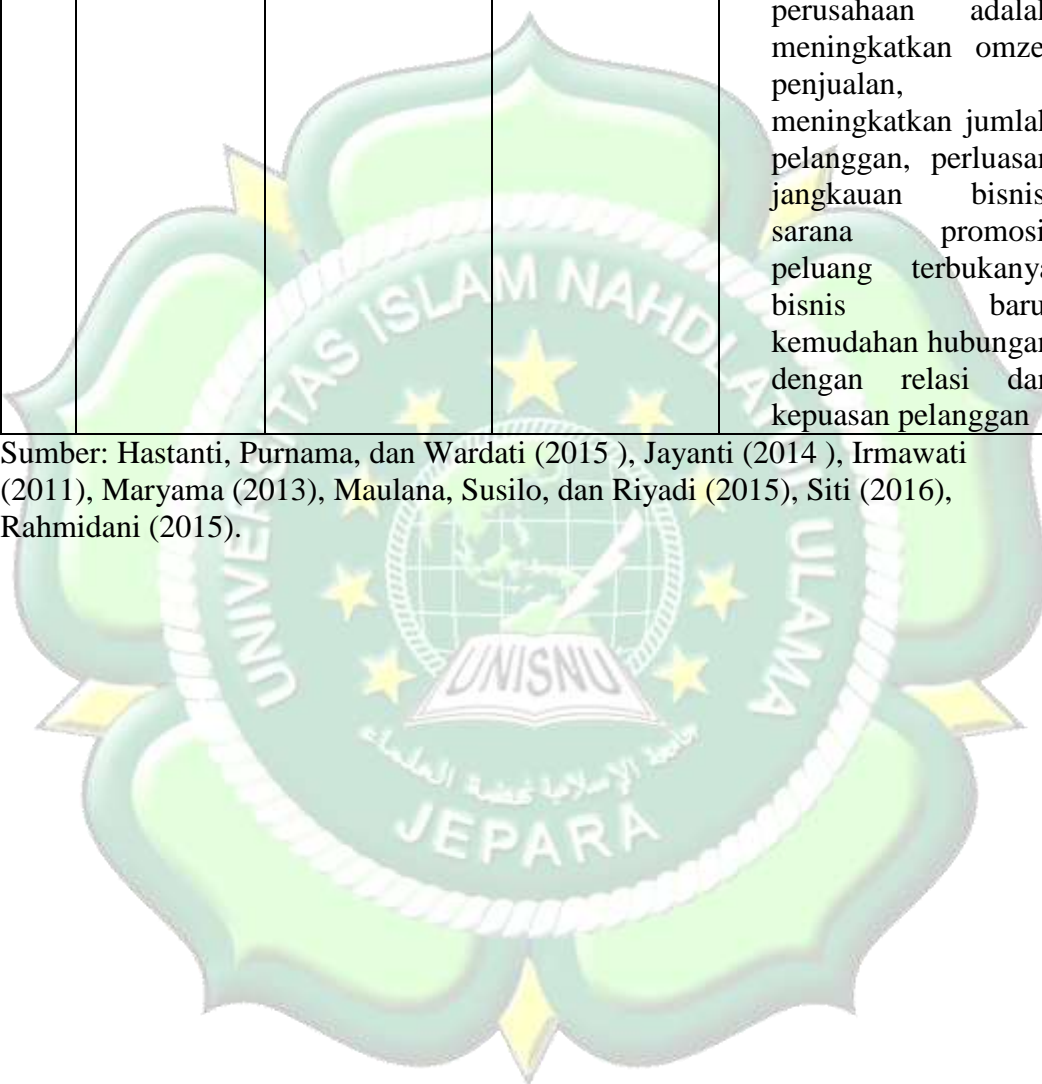 perusahaan adalah
meningkatkan omzet
penjualan,
meningkatkan jumlah
pelanggan, perluasan
jangkauan bisnis,
sarana promosi,
peluang terbukanya
bisnis baru,
kemudahan hubungan
dengan relasi dan
kepuasan pelanggan
Sumber: Hastanti, Purnama, dan Wardati (2015 ), Jayanti (2014 ), Irmawati
(2011), Maryama (2013), Maulana, Susilo, dan Riyadi (2015), Siti (2016),
Rahmidani (2015).
UNIVERSITAS ISLAM NAHDLATUL ULAMA
UNISNU
JEPARA